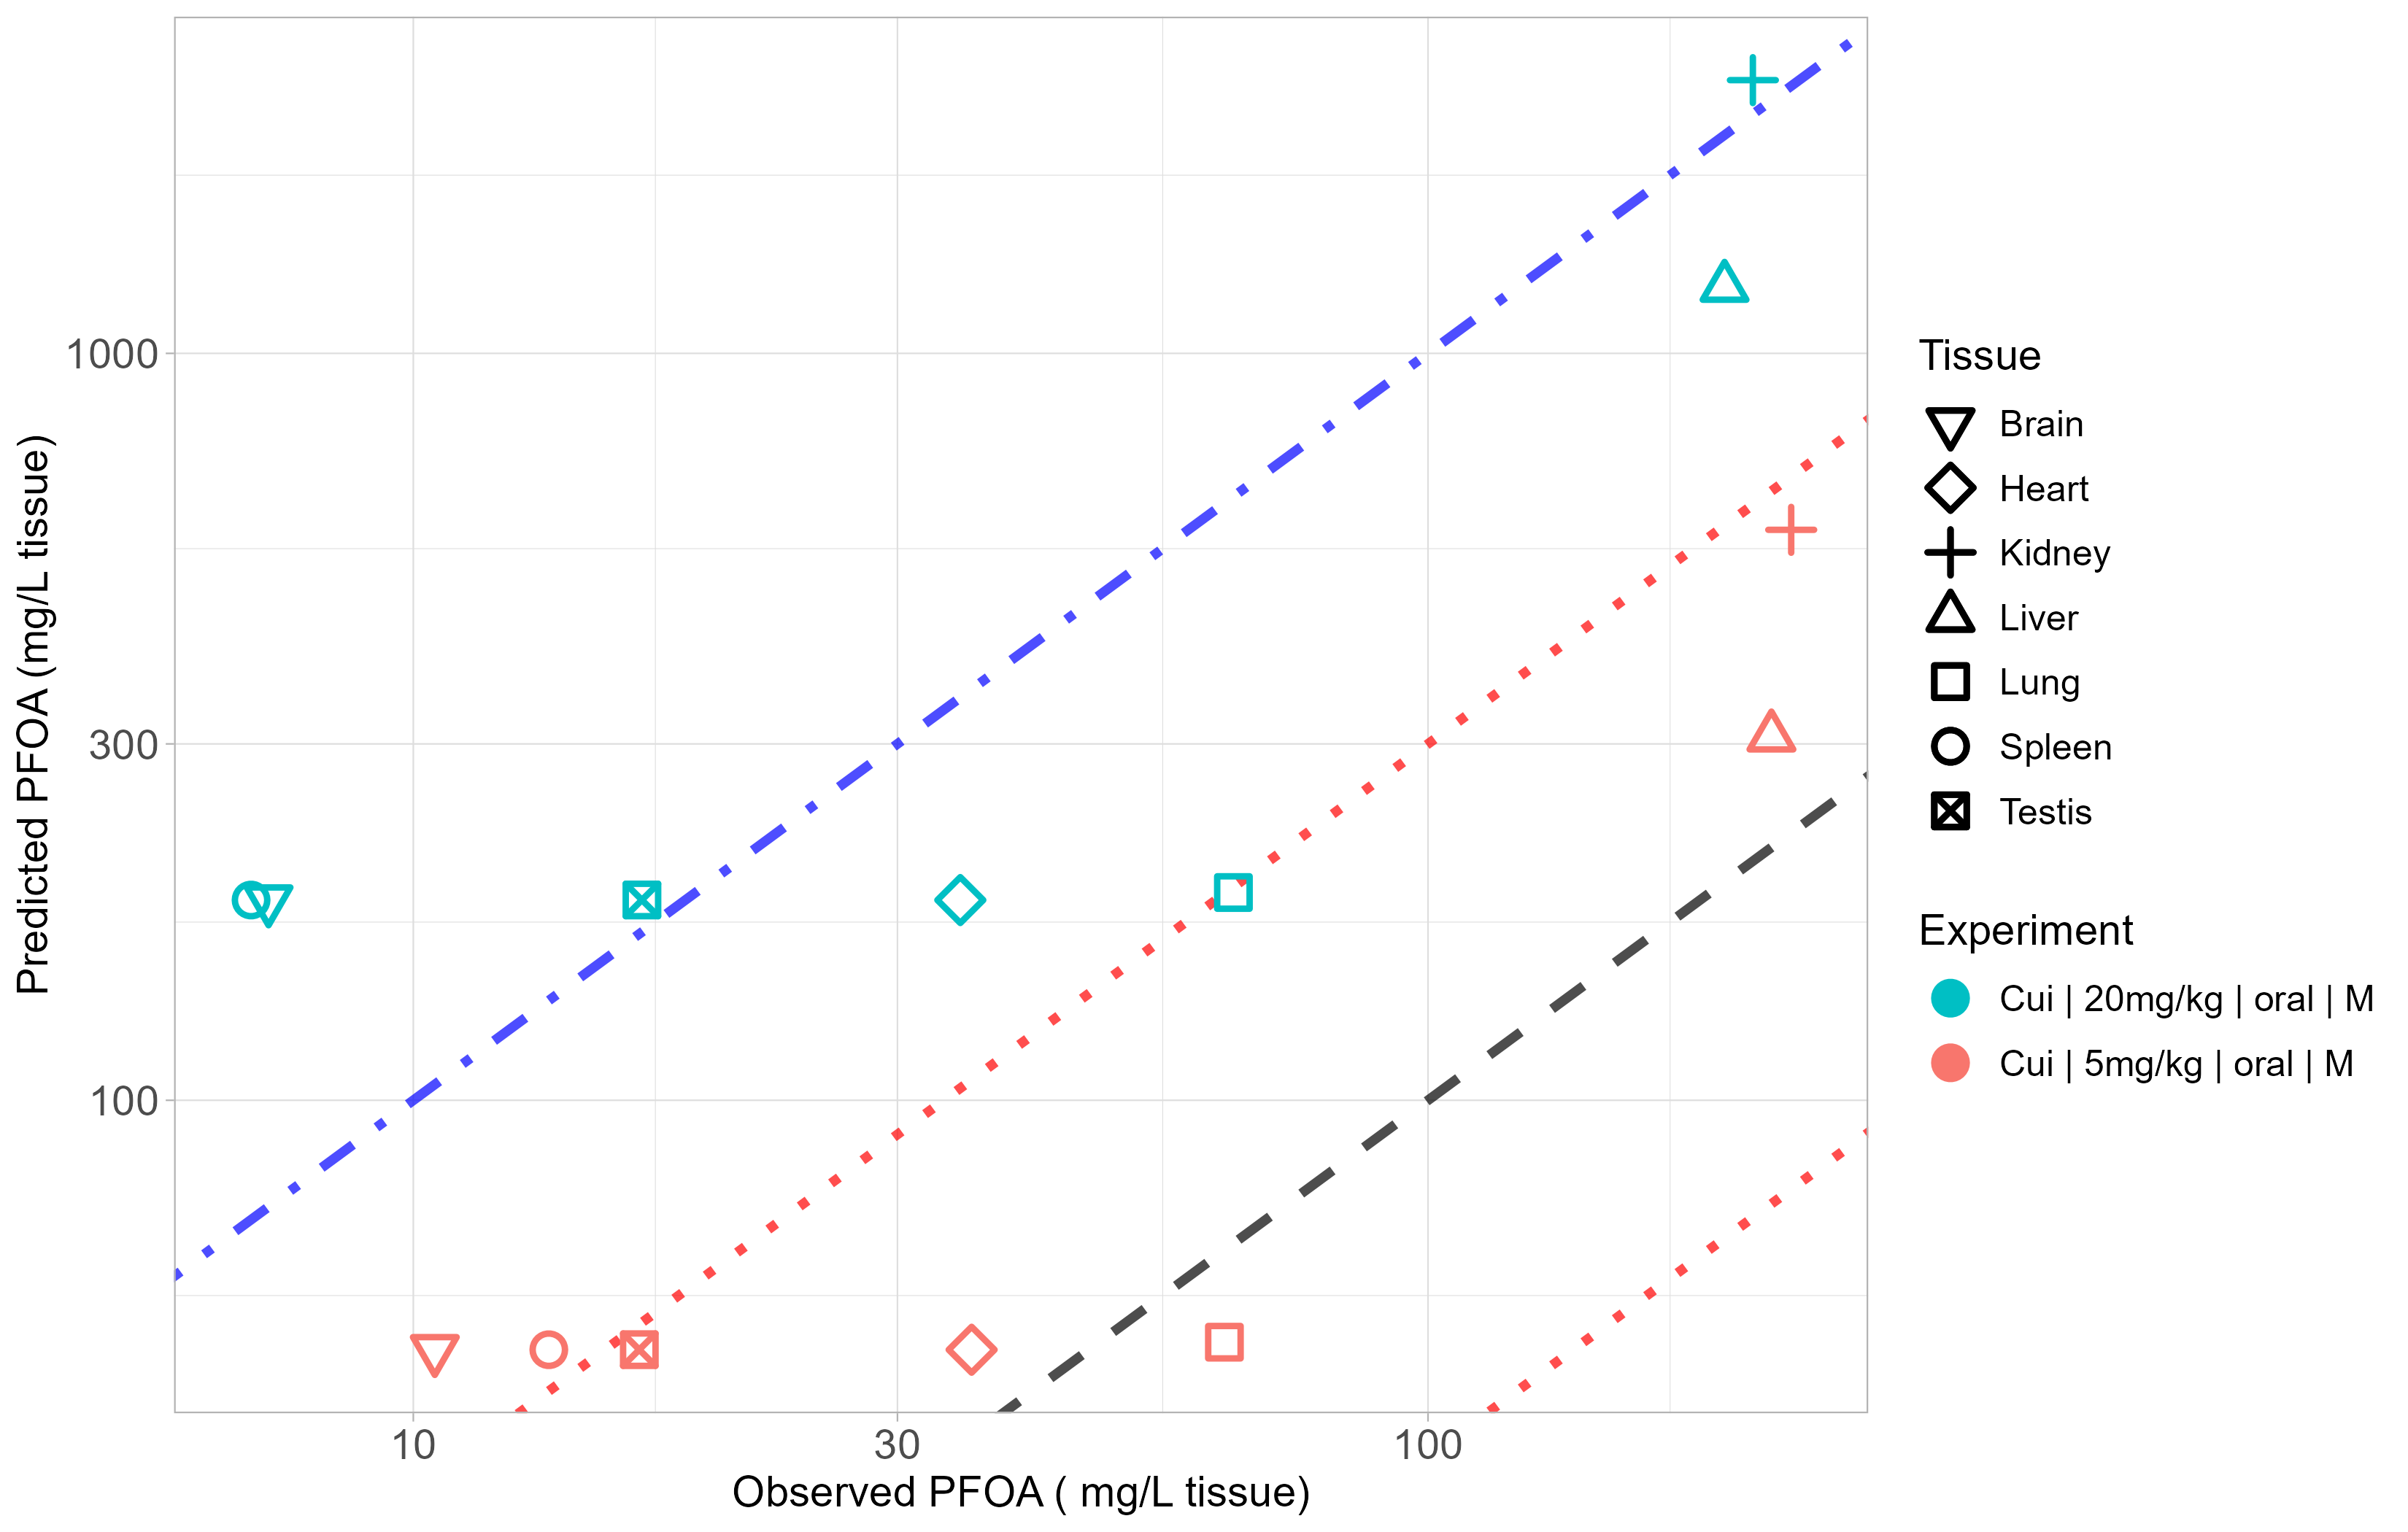 Predicted PFOA (mg/L tissue)
1000
300
100
10
30
100
Observed PFOA ( mg/L tissue)
Tissue
Brain
Heart
Kidney
Liver
Lung
Spleen
Testis
Experiment
Cui | 20mg/kg | oral | M
Cui | 5mg/kg | oral | M